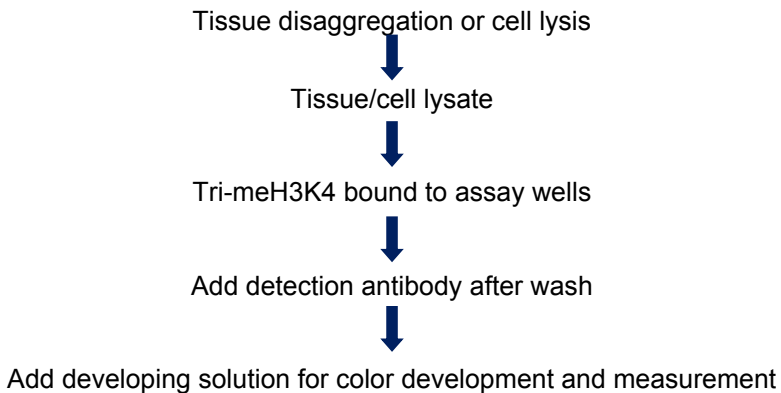 Tissue disaggregation or cell lysis
Tissue/cell lysate
Tri-meH3K4 bound to assay wells
Add detection antibody after wash
Add developing solution for color development and measurement